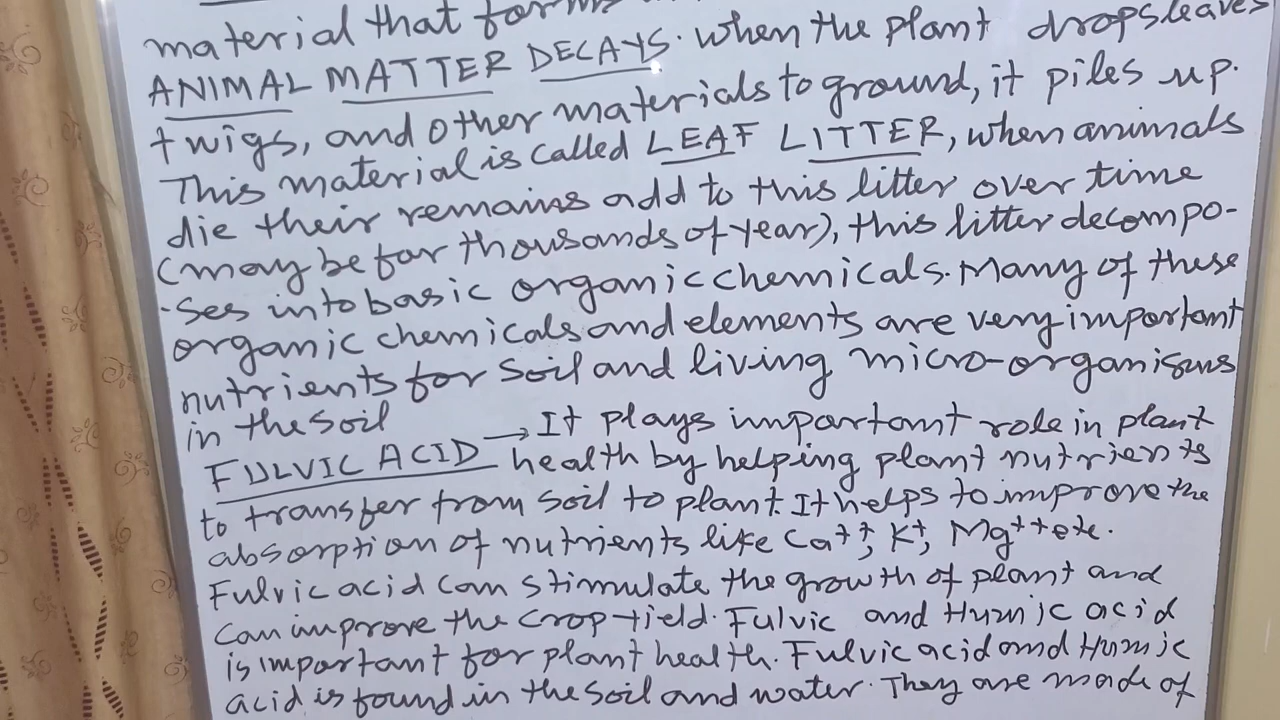 material that forms
ANIMAL MATTER DECAYS. when the plant drops leaves
twigs, and other materials to ground, it piles up.
This material is called LEAF LITTER, when animals
die their remains add to this litter over time
(may be for thousands of year), this litter decompo-
-ses into basic organic chemicals. Many of these
organic chemicals and elements are very important
nutrients for soil and living micro-organisms
in the soil
FULVIC ACID → It plays important role in plant
health by helping plant nutrients
to transfer from soil to plant. It helps to improve the
absorption of nutrients like Ca++, K+, Mg++ etc.
Fulvic acid can stimulate the growth of plant and
can improve the crop yield. Fulvic and Humic acid
is important for plant health. Fulvic acid and Humic
acid is found in the soil and water. They are made of